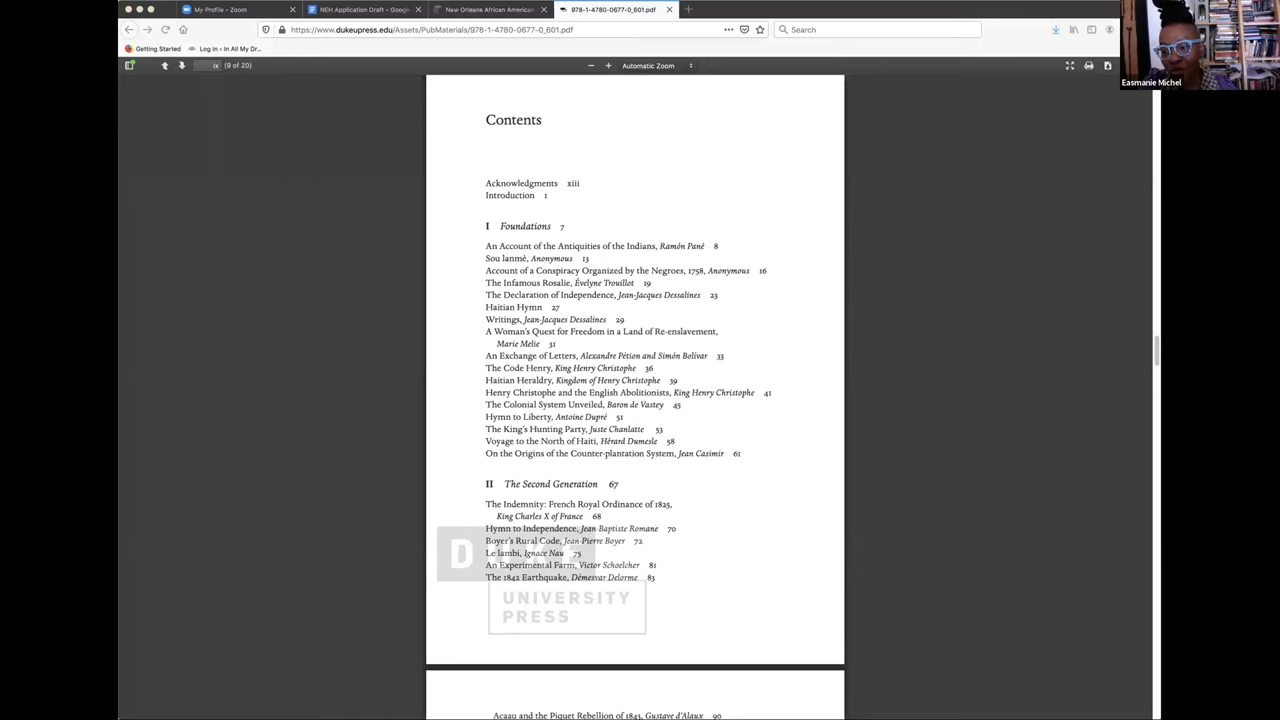 My Profile - Zoom
NEH Application Draft - Google
New Orleans African American
978-1-4780-0677-0_601.pdf
https://www.dukeupress.edu/Assets/PubMaterials/978-1-4780-0677-0_601.pdf
Search
Getting Started
Log In ‹ In All My Dr...
ix (9 of 20)
Automatic Zoom
Easmanie Michel
Contents
Acknowledgments xiii
Introduction 1
I Foundations 7
An Account of the Antiquities of the Indians, Ramón Pané 8
Sou lanmè, Anonymous 13
Account of a Conspiracy Organized by the Negroes, 1758, Anonymous 16
The Infamous Rosalie, Évelyne Trouillot 19
The Declaration of Independence, Jean-Jacques Dessalines 23
Haitian Hymn 27
Writings, Jean-Jacques Dessalines 29
A Woman's Quest for Freedom in a Land of Re-enslavement,
Marie Melie 31
An Exchange of Letters, Alexandre Pétion and Simón Bolívar 33
The Code Henry, King Henry Christophe 36
Haitian Heraldry, Kingdom of Henry Christophe 39
Henry Christophe and the English Abolitionists, King Henry Christophe 41
The Colonial System Unveiled, Baron de Vastey 45
Hymn to Liberty, Antoine Dupré 51
The King's Hunting Party, Juste Chanlatte 53
Voyage to the North of Haiti, Hérard Dumesle 58
On the Origins of the Counter-plantation System, Jean Casimir 61
II The Second Generation 67
The Indemnity: French Royal Ordinance of 1825,
King Charles X of France 68
Hymn to Independence, Jean-Baptiste Romane 70
Boyer's Rural Code, Jean-Pierre Boyer 72
Le lambi, Ignace Nau 75
An Experimental Farm, Victor Schoelcher 81
The 1842 Earthquake, Démesvar Delorme 83
DUKE
UNIVERSITY
PRESS
Acaau and the Piquet Rebellion of 1843, Gustave d'Alaux 90